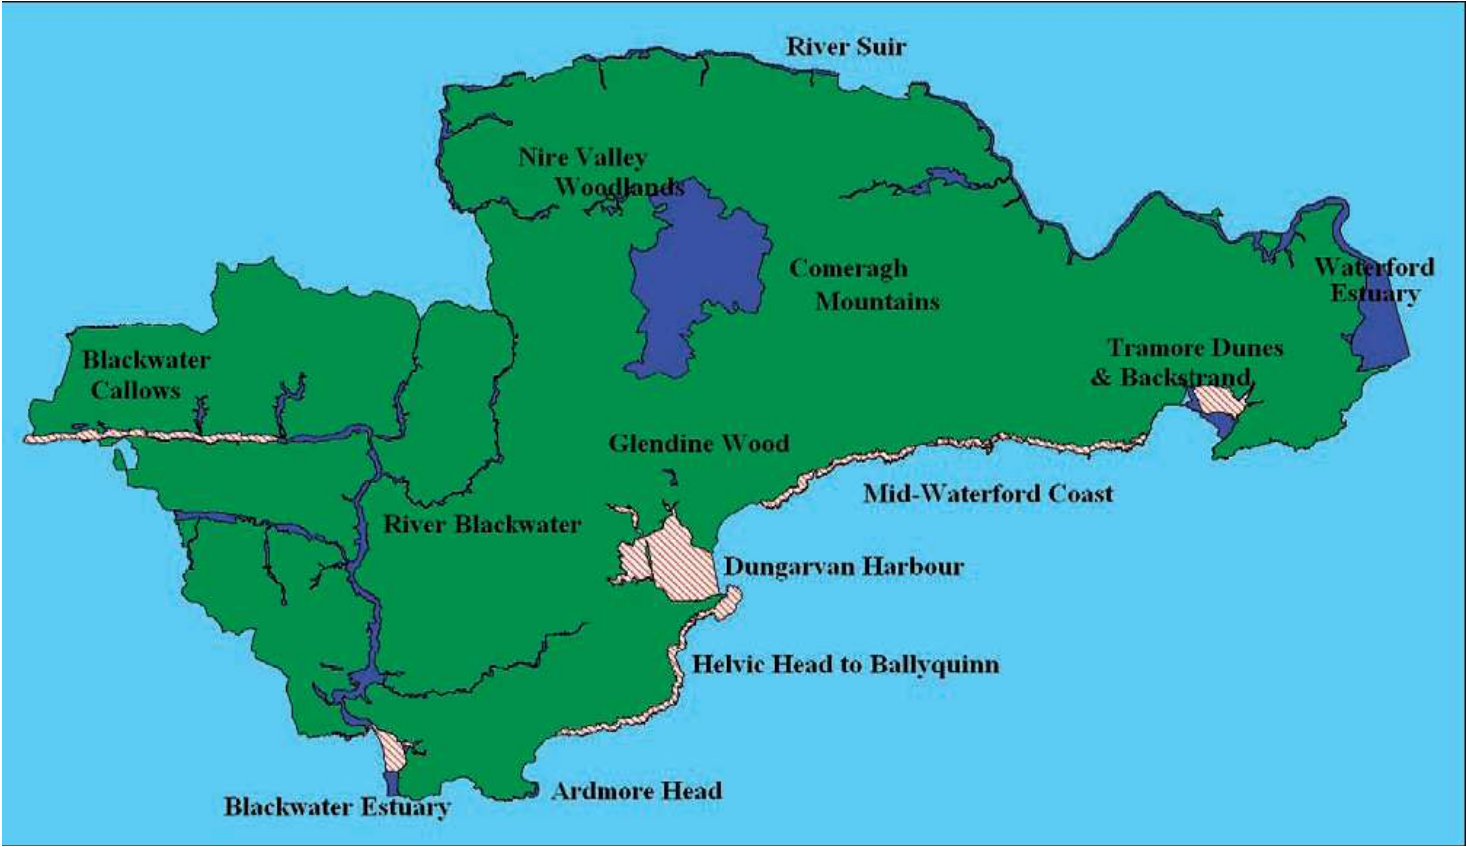 River Suir
Nire Valley
Woodlands
Comeragh
Mountains
Waterford
Estuary
Tramore Dunes
& Backstrand
Blackwater
Callows
Glendine Wood
Mid-Waterford Coast
River Blackwater
Dungarvan Harbour
Helvic Head to Ballyquinn
Ardmore Head
Blackwater Estuary